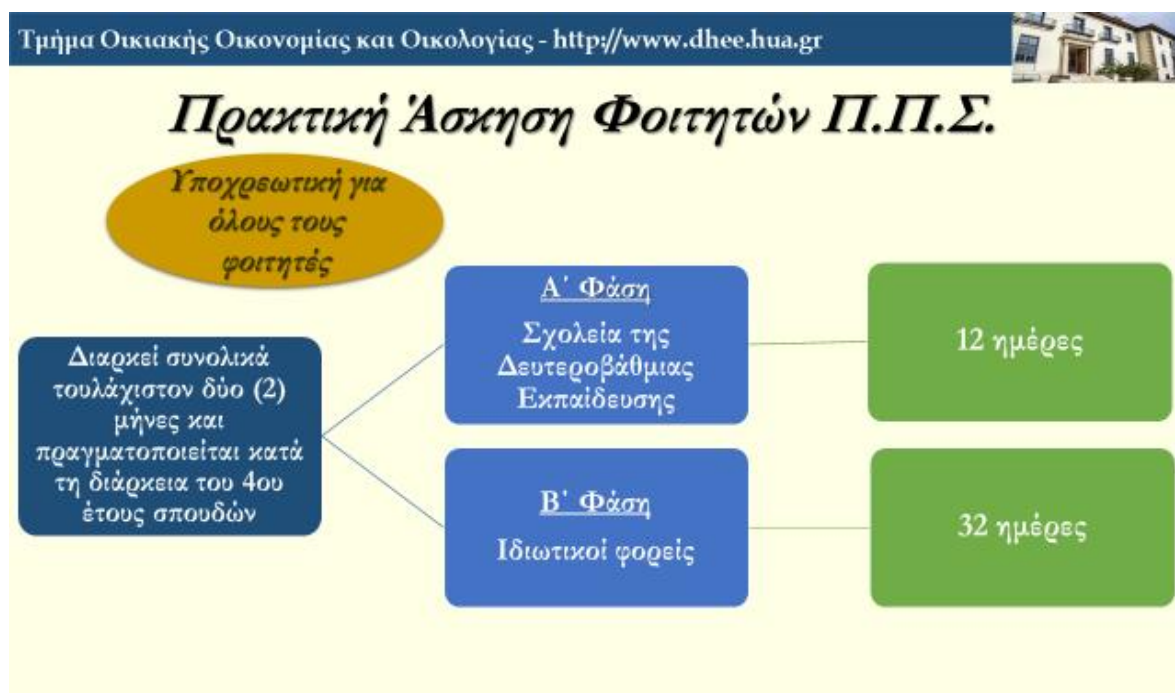 Τμήμα Οικιακής Οικονομίας και Οικολογίας - http://www.dhee.hua.gr
Πρακτική Άσκηση Φοιτητών Π.Π.Σ.
Υποχρεωτική για
όλους τους
φοιτητές
Διαρκεί συνολικά
τουλάχιστον δύο (2)
μήνες και
πραγματοποιείται κατά
τη διάρκεια του 4ου
έτους σπουδών
Α΄ Φάση
Σχολεία της
Δευτεροβάθμιας
Εκπαίδευσης
12 ημέρες
Β΄ Φάση
Ιδιωτικοί φορείς
32 ημέρες